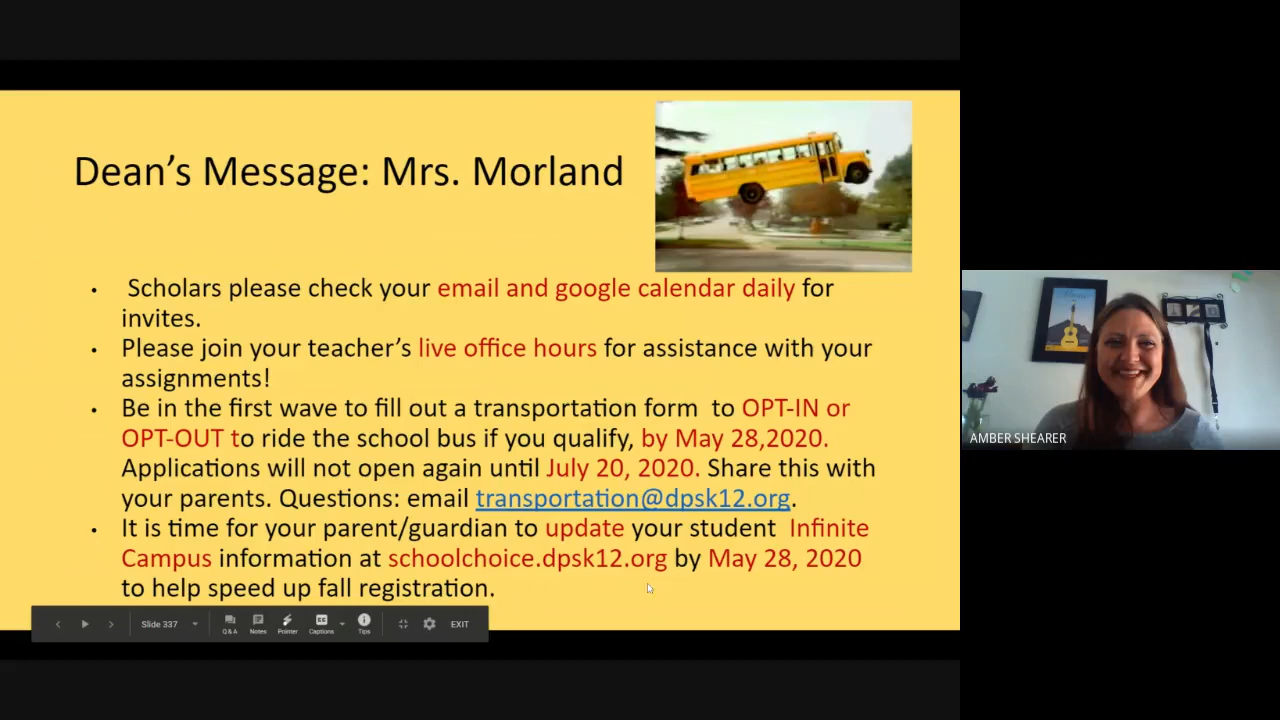 Dean's Message: Mrs. Morland
• Scholars please check your email and google calendar daily for
invites.
• Please join your teacher's live office hours for assistance with your
assignments!
• Be in the first wave to fill out a transportation form to OPT-IN or
OPT-OUT to ride the school bus if you qualify, by May 28,2020.
Applications will not open again until July 20, 2020. Share this with
your parents. Questions: email transportation@dpsk12.org.
• It is time for your parent/guardian to update your student Infinite
Campus information at schoolchoice.dpsk12.org by May 28, 2020
to help speed up fall registration.
Slide 337
Q & A Notes Pointer Captions Tips
EXIT
AMBER SHEARER